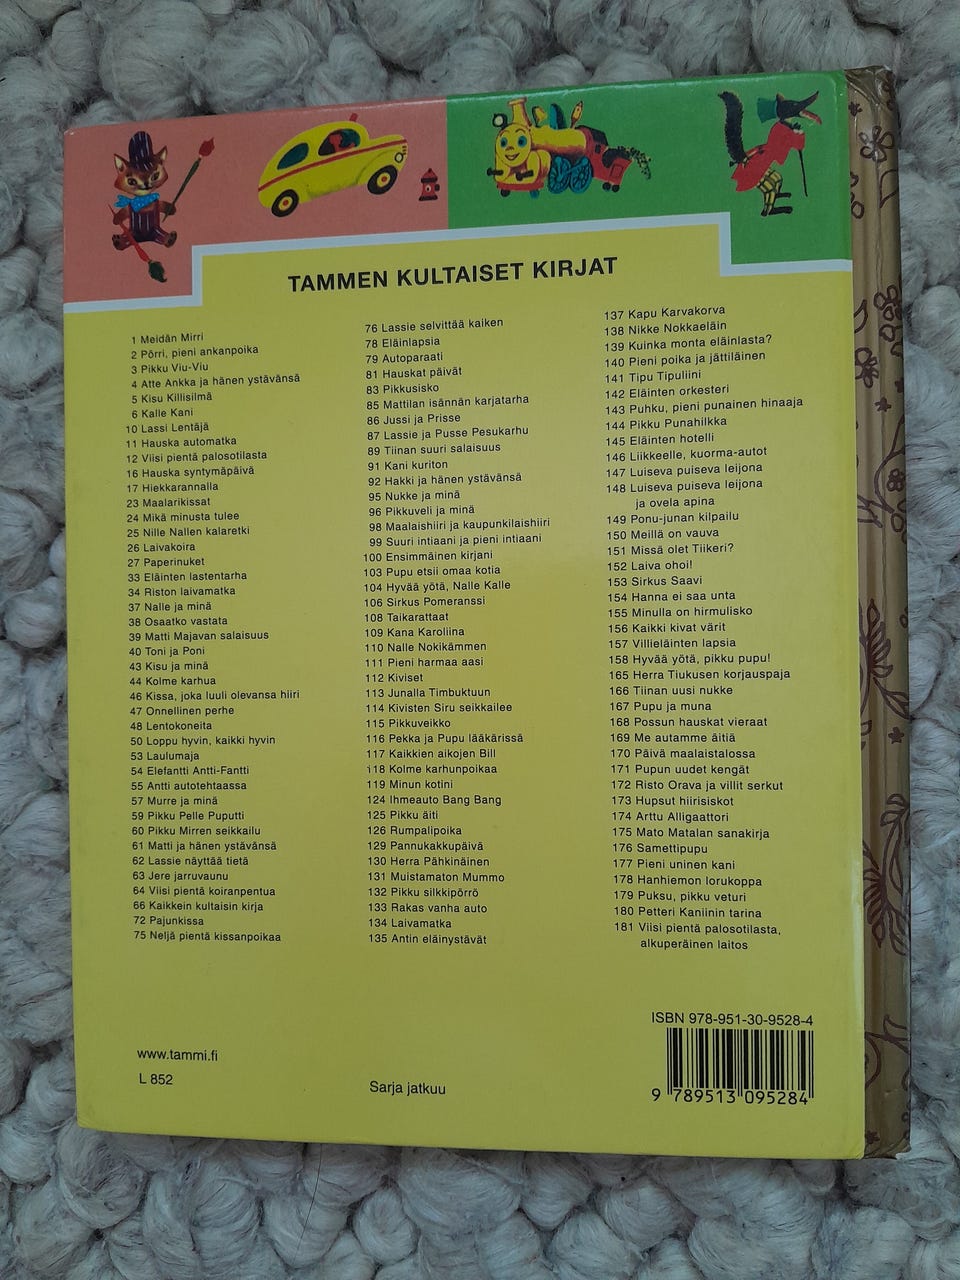 TAMMEN KULTAISET KIRJAT
1 Meidän Mirri
2 Pörri, pieni ankanpoika
3 Pikku Viu-Viu
4 Atte Ankka ja hänen ystävänsä
5 Kisu Killisilmä
6 Kalle Kani
10 Lassi Lentäjä
11 Hauska automatka
12 Viisi pientä palosotilasta
16 Hauska syntymäpäivä
17 Hiekkarannalla
23 Maalarikissat
24 Mikä minusta tulee
25 Nille Nallen kalaretki
26 Laivakoira
27 Paperinuket
33 Eläinten lastentarha
34 Riston laivamatka
37 Nalle ja minä
38 Osaatko vastata
39 Matti Majavan salaisuus
40 Toni ja Poni
43 Kisu ja minä
44 Kolme karhua
46 Kissa, joka luuli olevansa hiiri
47 Onnellinen perhe
48 Lentokoneita
50 Loppu hyvin, kaikki hyvin
53 Laulumaja
54 Elefantti Antti-Fantti
55 Antti autotehtaassa
57 Murre ja minä
59 Pikku Pelle Puputti
60 Pikku Mirren seikkailu
61 Matti ja hänen ystävänsä
62 Lassie näyttää tietä
63 Jere jarruvaunu
64 Viisi pientä koiranpentua
66 Kaikkein kultaisin kirja
72 Pajunkissa
75 Neljä pientä kissanpoikaa
76 Lassie selvittää kaiken
78 Eläinlapsia
79 Autoparaati
81 Hauskat päivät
83 Pikkusisko
85 Mattilan isännän karjatarha
86 Jussi ja Prisse
87 Lassie ja Pusse Pesukarhu
89 Tiinan suuri salaisuus
91 Kani kuriton
92 Hakki ja hänen ystävänsä
95 Nukke ja minä
96 Pikkuveli ja minä
98 Maalaishiiri ja kaupunkilaishiiri
99 Suuri intiaani ja pieni intiaani
100 Ensimmäinen kirjani
103 Pupu etsii omaa kotia
104 Hyvää yötä, Nalle Kalle
106 Sirkus Pomeranssi
108 Taikarattaat
109 Kana Karoliina
110 Nalle Nokikämmen
111 Pieni harmaa aasi
112 Kiviset
113 Junalla Timbuktuun
114 Kivisten Siru seikkailee
115 Pikkuveikko
116 Pekka ja Pupu lääkärissä
117 Kaikkien aikojen Bill
118 Kolme karhunpoikaa
119 Minun kotini
124 Ihmeauto Bang Bang
125 Pikku äiti
126 Rumpalipoika
129 Pannukakkupäivä
130 Herra Pähkinäinen
131 Muistamaton Mummo
132 Pikku silkkipörrö
133 Rakas vanha auto
134 Laivamatka
135 Antin eläinystävät
137 Kapu Karvakorva
138 Nikke Nokkaeläin
139 Kuinka monta eläinlasta?
140 Pieni poika ja jättiläinen
141 Tipu Tipuliini
142 Eläinten orkesteri
143 Puhku, pieni punainen hinaaja
144 Pikku Punahilkka
145 Eläinten hotelli
146 Liikkeelle, kuorma-autot
147 Luiseva puiseva leijona
148 Luiseva puiseva leijona
ja ovela apina
149 Ponu-junan kilpailu
150 Meillä on vauva
151 Missä olet Tiikeri?
152 Laiva ohoi!
153 Sirkus Saavi
154 Hanna ei saa unta
155 Minulla on hirmulisko
156 Kaikki kivat värit
157 Villieläinten lapsia
158 Hyvää yötä, pikku pupu!
165 Herra Tiukusen korjauspaja
166 Tiinan uusi nukke
167 Pupu ja muna
168 Possun hauskat vieraat
169 Me autamme äitiä
170 Päivä maalaistalossa
171 Pupun uudet kengät
172 Risto Orava ja villit serkut
173 Hupsut hiirisiskot
174 Arttu Alligaattori
175 Mato Matalan sanakirja
176 Samettipupu
177 Pieni uninen kani
178 Hanhiemon lorukoppa
179 Puksu, pikku veturi
180 Petteri Kaniinin tarina
181 Viisi pientä palosotilasta,
alkuperäinen laitos
www.tammi.fi
L 852
Sarja jatkuu
ISBN 978-951-30-9528-4
9 789513 095284